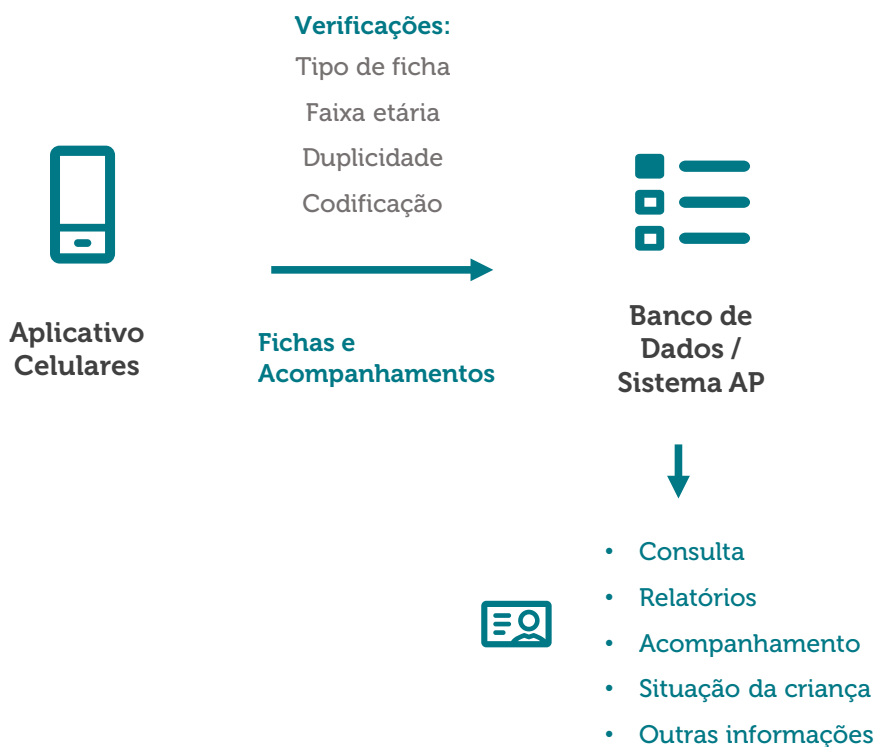 Verificações:
Tipo de ficha
Faixa etária
Duplicidade
Codificação
Aplicativo
Celulares
Fichas e
Acompanhamentos
Banco de
Dados /
Sistema AP
• Consulta
• Relatórios
• Acompanhamento
• Situação da criança
• Outras informações